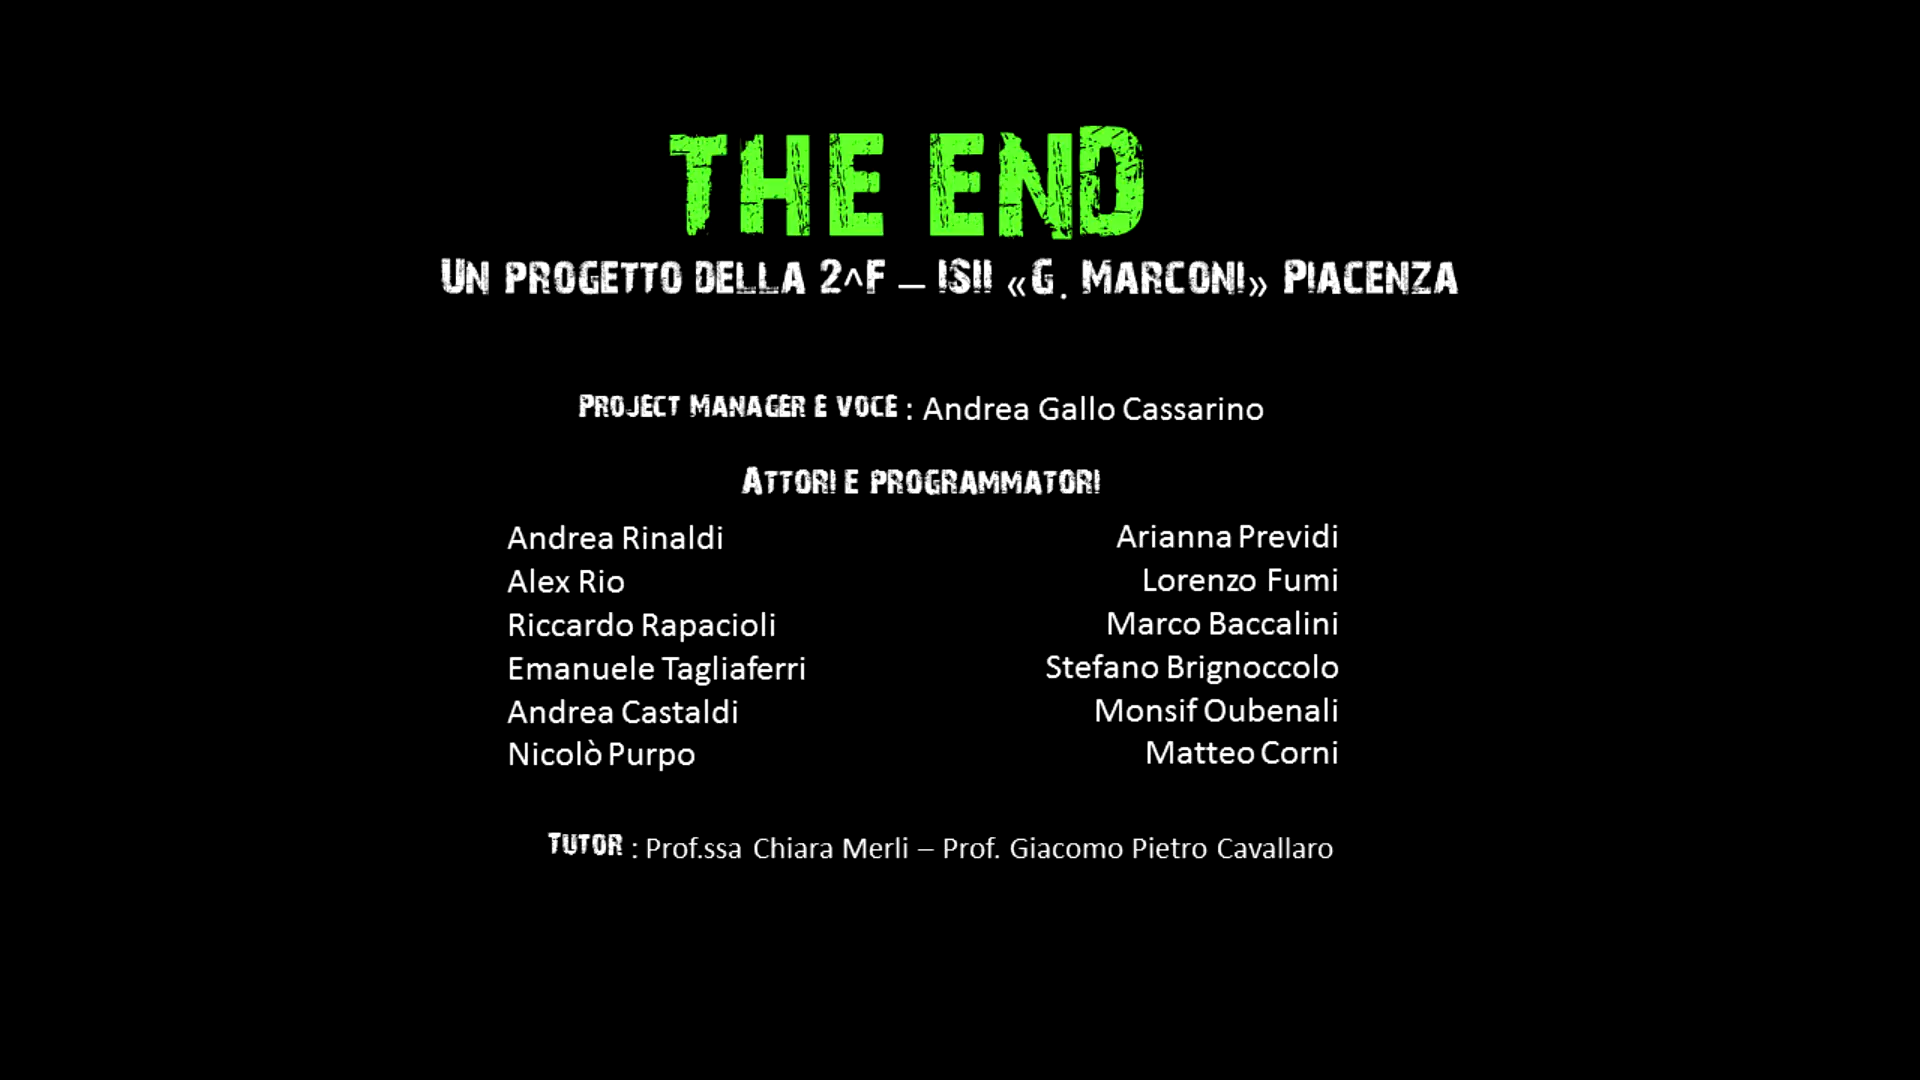 THE END
UN PROGETTO DELLA 2^F – ISII «G. MARCONI» PIACENZA
PROJECT MANAGER E VOCE : Andrea Gallo Cassarino
ATTORI E PROGRAMMATORI
Andrea Rinaldi
Alex Rio
Riccardo Rapacioli
Emanuele Tagliaferri
Andrea Castaldi
Nicolò Purpo
Arianna Previdi
Lorenzo Fumi
Marco Baccalini
Stefano Brignoccolo
Monsif Oubenali
Matteo Corni
TUTOR : Prof.ssa Chiara Merli – Prof. Giacomo Pietro Cavallaro